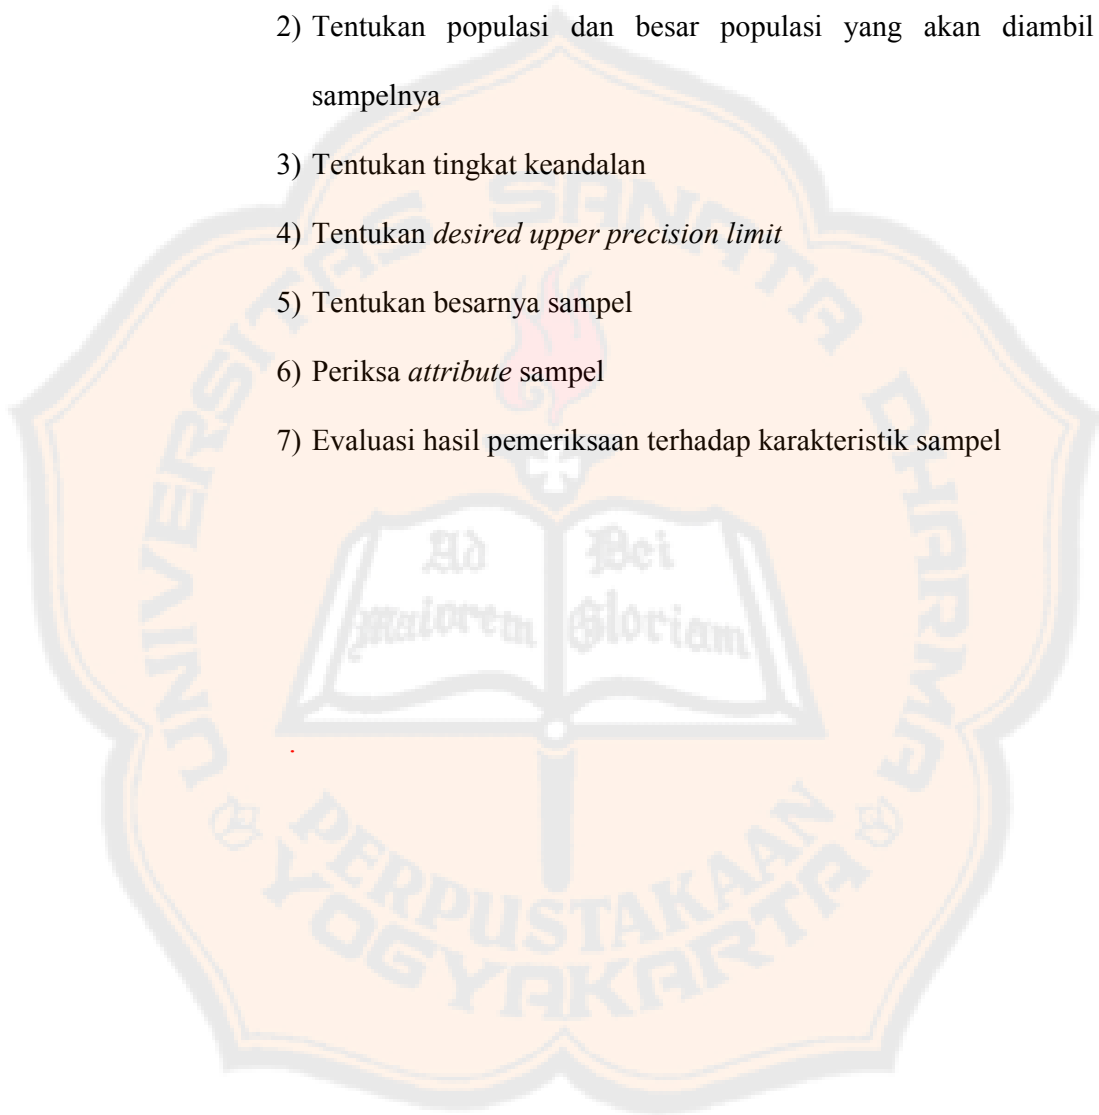 2) Tentukan populasi dan besar populasi yang akan diambil
sampelnya
3) Tentukan tingkat keandalan
4) Tentukan desired upper precision limit
5) Tentukan besarnya sampel
6) Periksa attribute sampel
7) Evaluasi hasil pemeriksaan terhadap karakteristik sampel
UNIVERSITAS SANATA DHARMA
Ad Dei
maiorem Gloriam
PERPUSTAKAAN
YOGYAKARTA